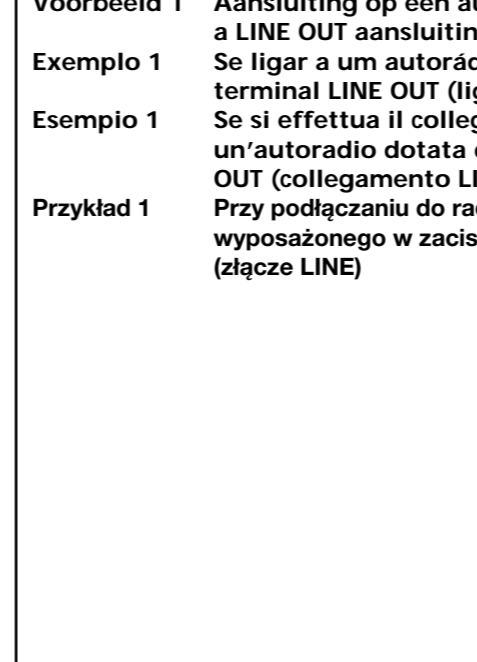 Voorbeeld 1 Aansluiting op een au
a LINE OUT aansluitin
Exemplo 1 Se ligar a um autorád
terminal LINE OUT (lig
Esempio 1 Se si effettua il colleg
un'autoradio dotata
OUT (collegamento LI
Przykład 1 Przy podłączaniu do rad
wyposażonego w zacis
(złącze LINE)